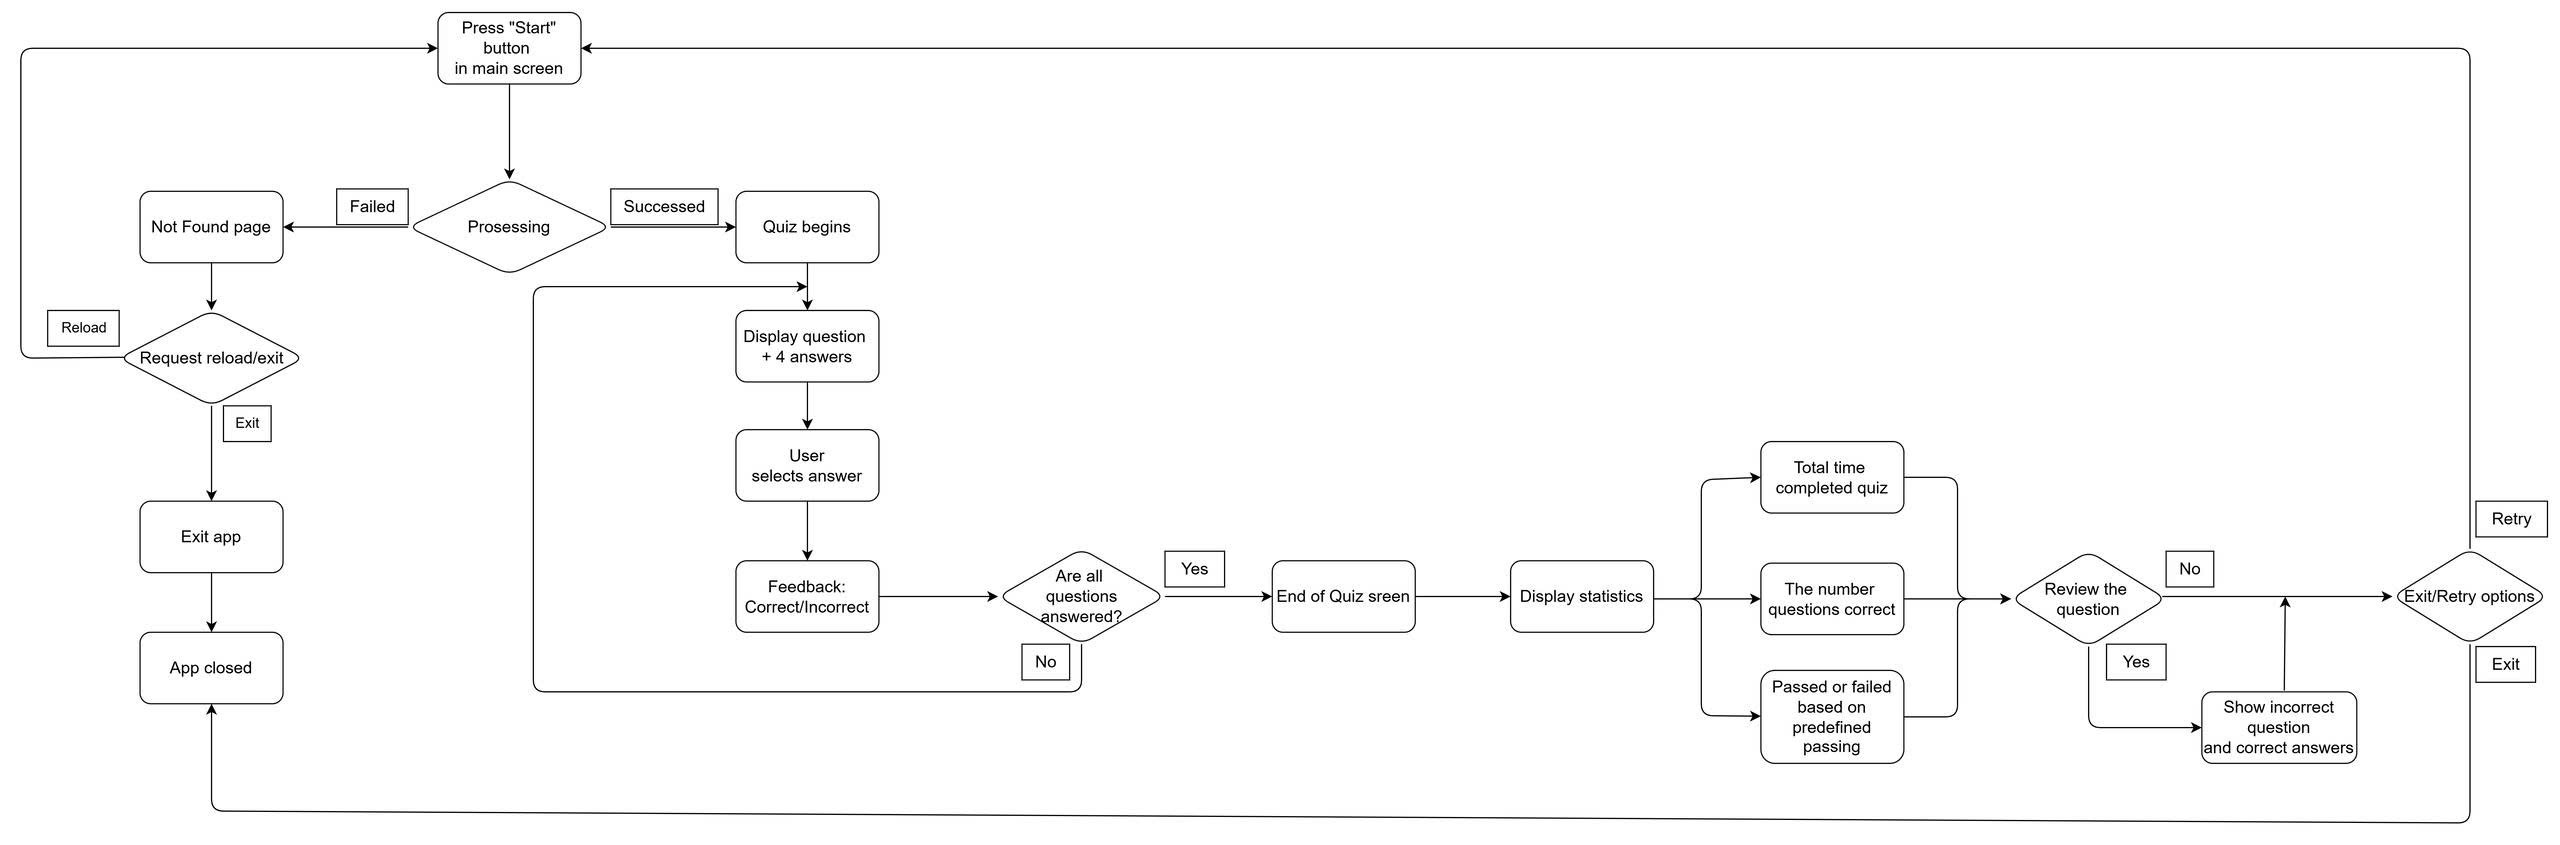 Press "Start"
button
in main screen
Failed
Successed
Not Found page
Prosessing
Quiz begins
Reload
Request reload/exit
Display question
+ 4 answers
Exit
User
selects answer
Exit app
Feedback:
Correct/Incorrect
App closed
Are all
questions
answered?
Yes
No
End of Quiz sreen
Display statistics
Total time
completed quiz
The number
questions correct
Passed or failed
based on
predefined
passing
Review the
question
No
Yes
Show incorrect
question
and correct answers
Retry
Exit/Retry options
Exit